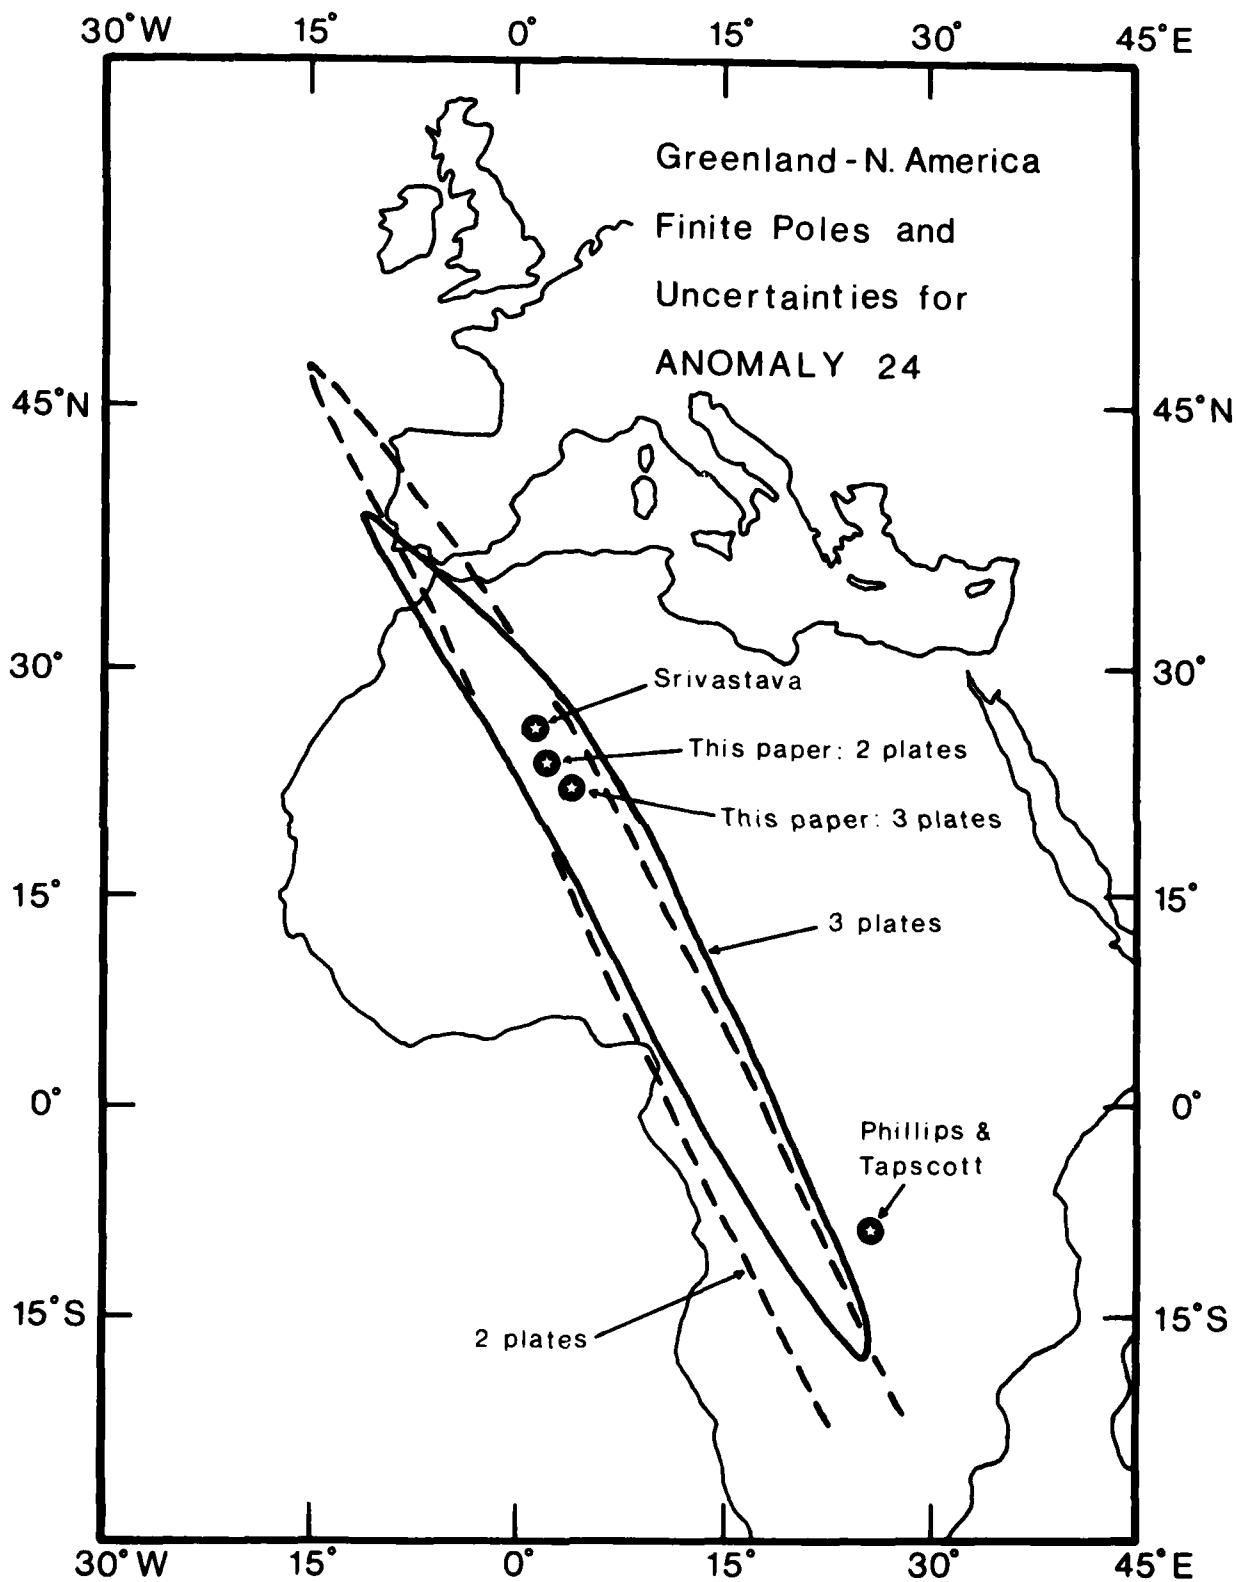 30°W 15° 0° 15° 30° 45°E
Greenland-N. America
Finite Poles and
Uncertainties for
ANOMALY 24
45°N 45°N
30° 30°
Srivastava
This paper: 2 plates
This paper: 3 plates
15° 15°
3 plates
0° 0°
Phillips &
Tapscott
15°S 15°S
2 plates
30°W 15° 0° 15° 30° 45°E